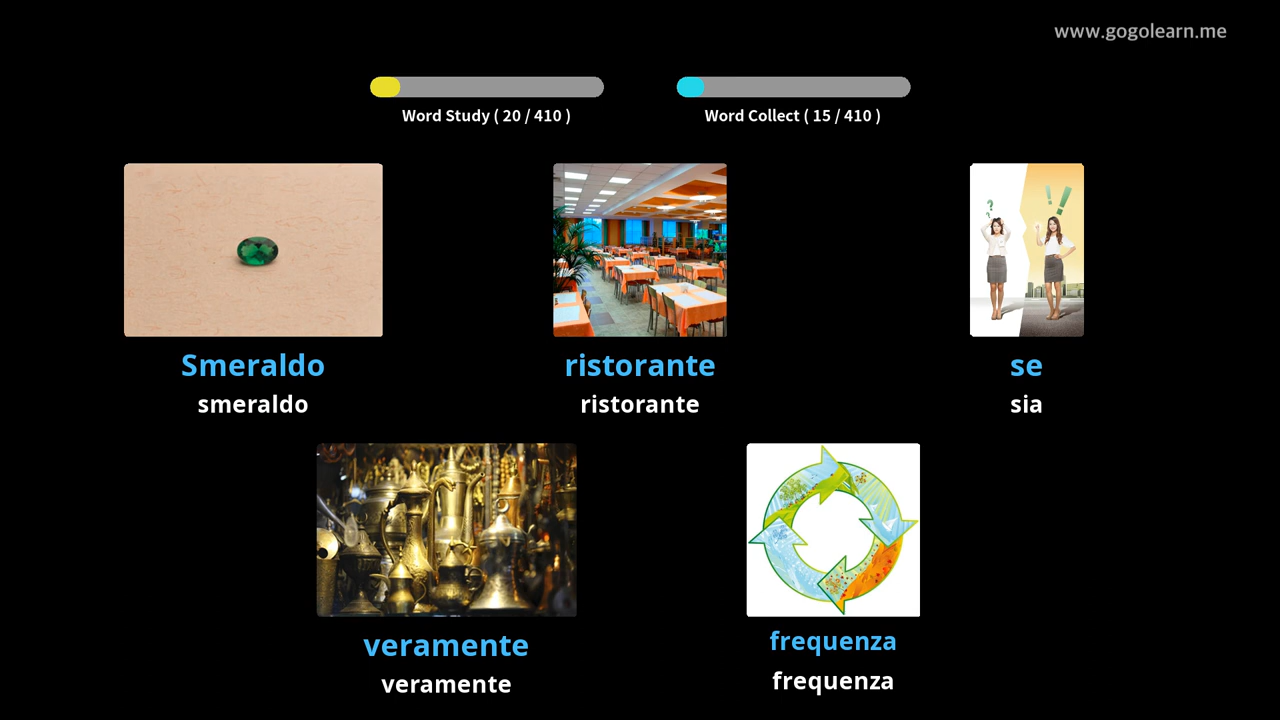 www.gogolearn.me
Word Study ( 20 / 410 )
Word Collect ( 15 / 410 )
Smeraldo
smeraldo
ristorante
ristorante
se
sia
veramente
veramente
frequenza
frequenza